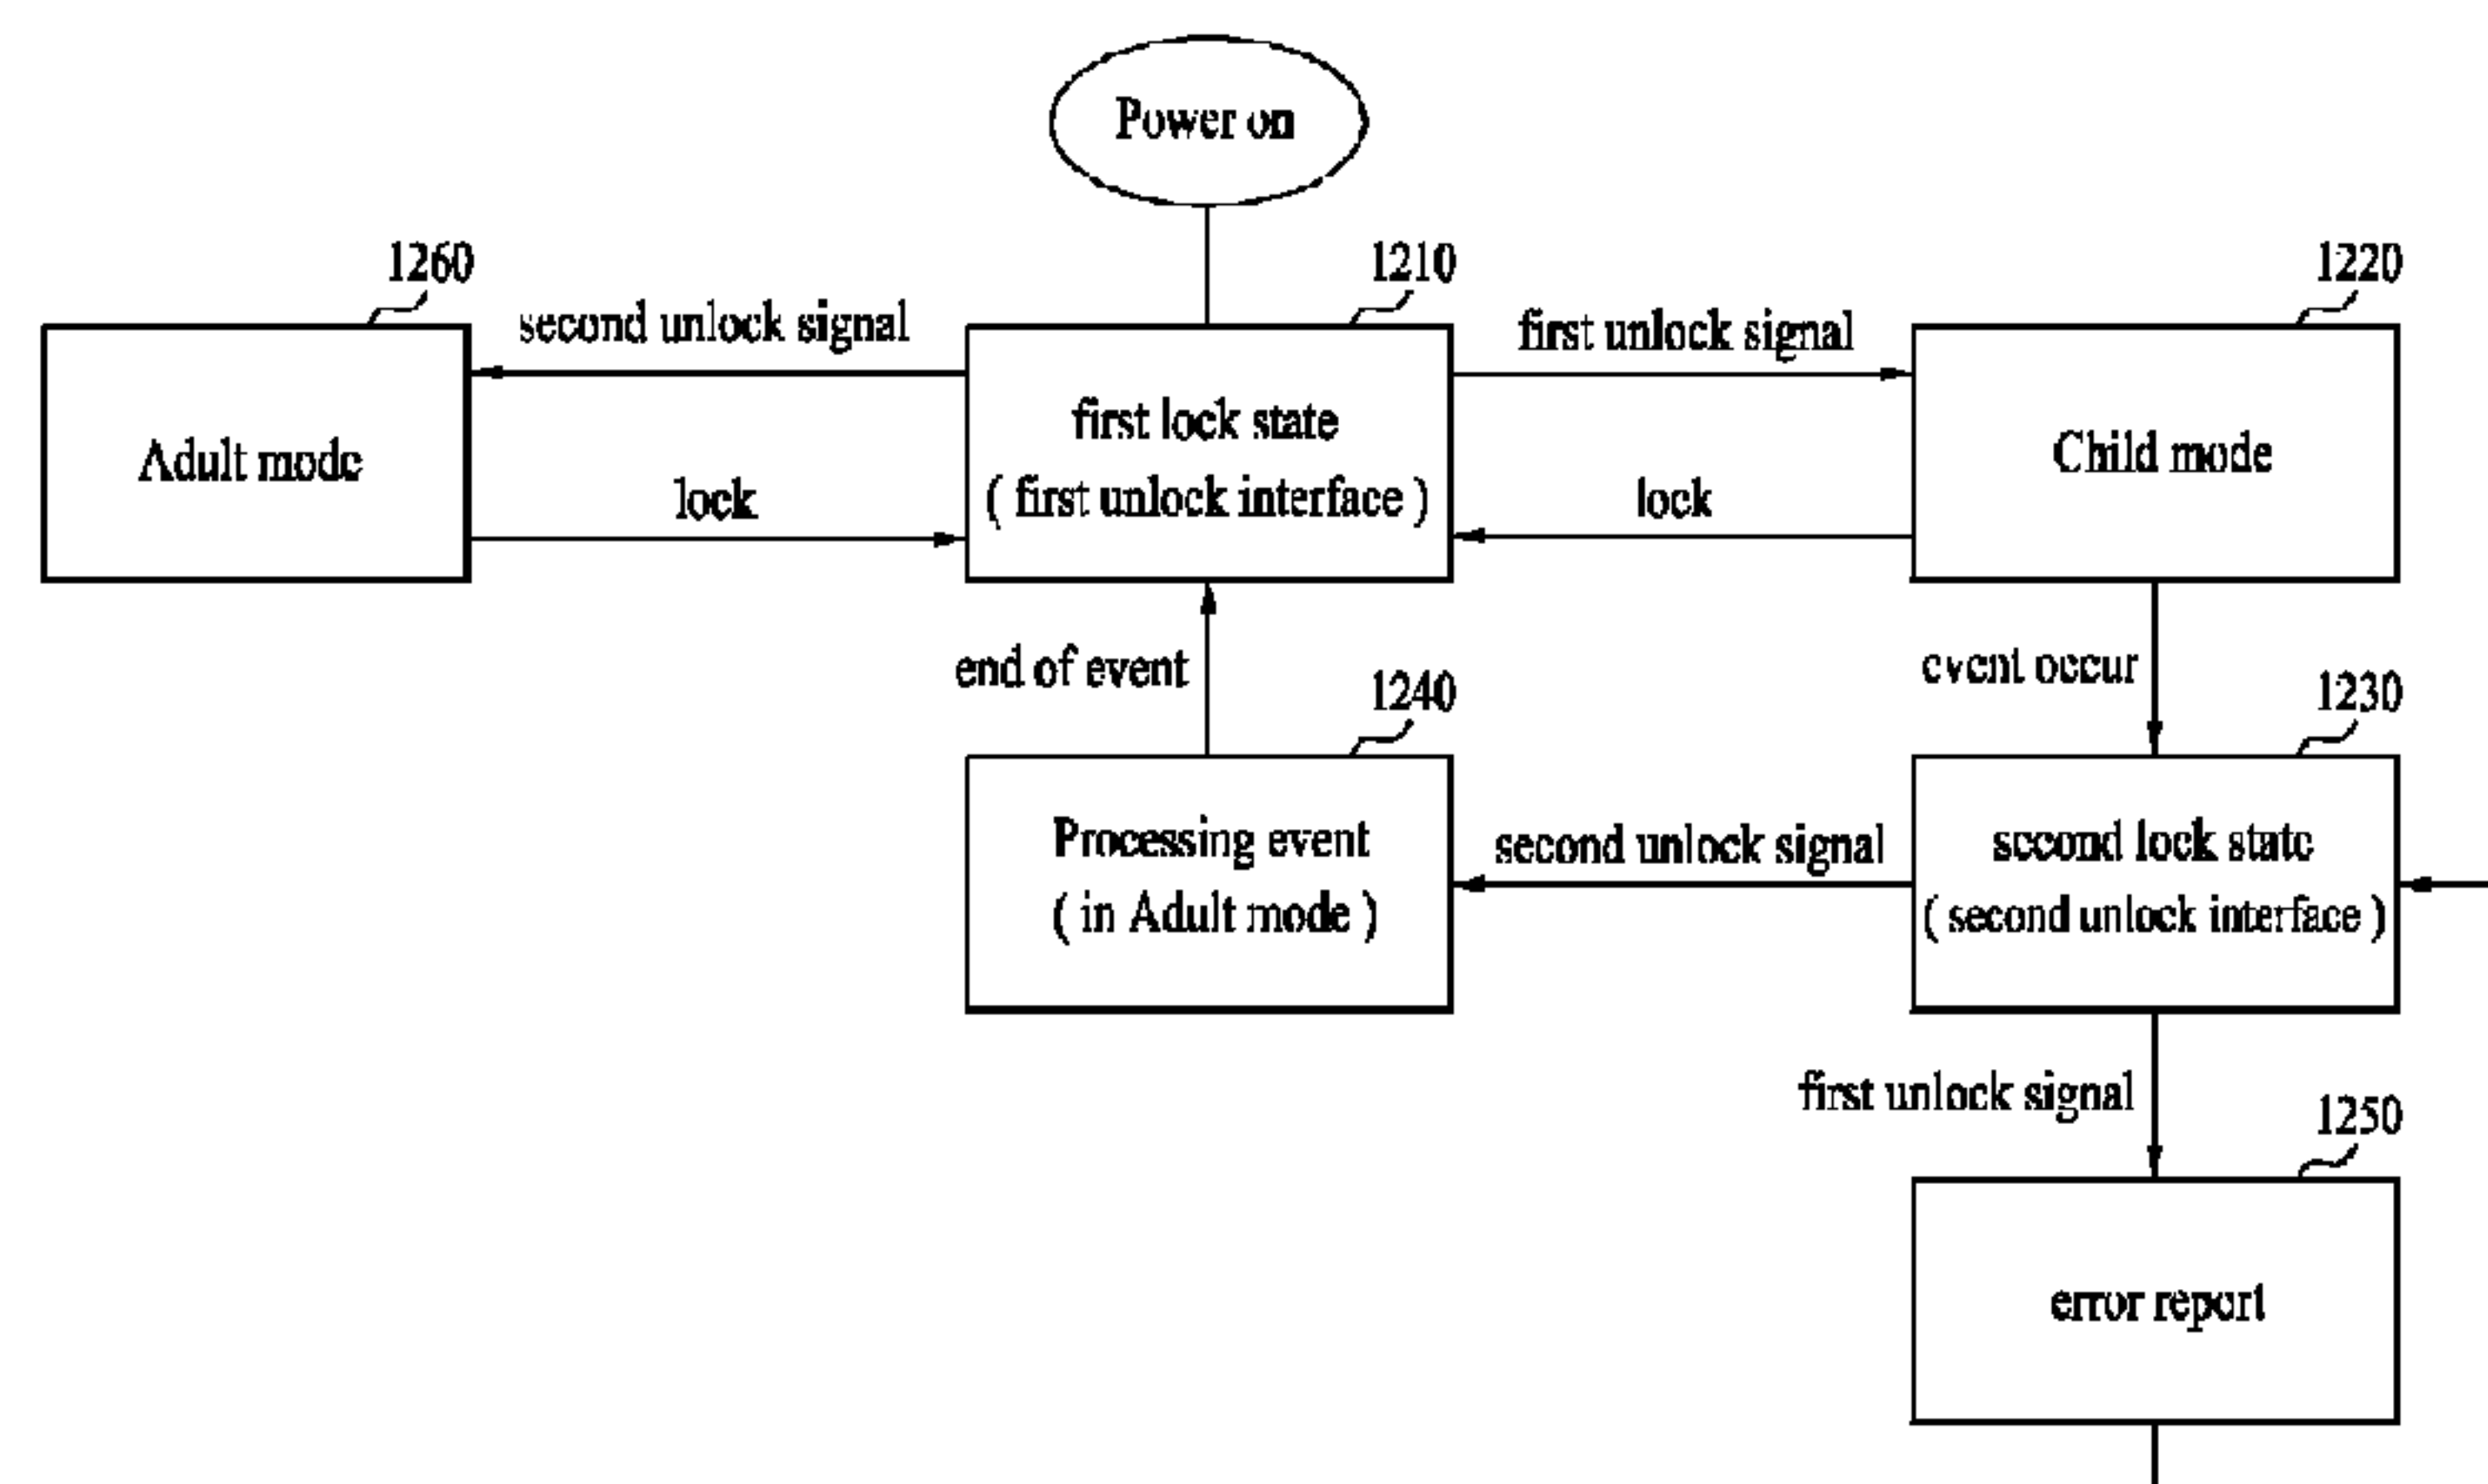 Power on
1260
1210
1220
second unlock signal
first unlock signal
Adult mode
first lock state
( first unlock interface )
Child mode
lock
lock
end of event
event occur
1240
1230
Processing event
( in Adult mode )
second unlock signal
second lock state
( second unlock interface )
first unlock signal
1250
error report